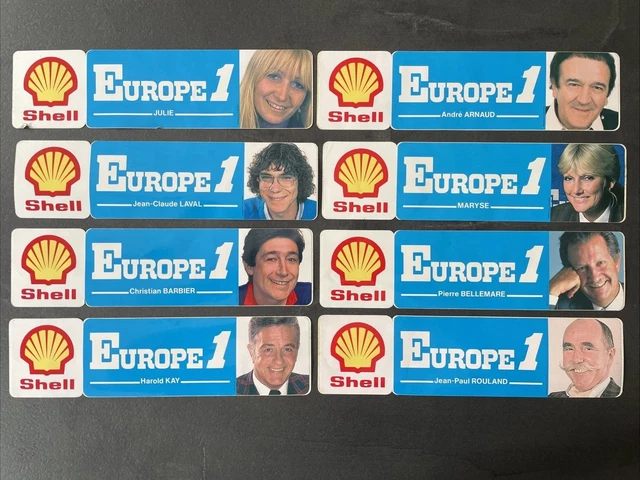 Shell
EUROPE 1
JULIE
Shell
EUROPE 1
André ARNAUD
Shell
EUROPE 1
Jean-Claude LAVAL
Shell
EUROPE 1
MARYSE
Shell
EUROPE 1
Christian BARBIER
Shell
EUROPE 1
Pierre BELLEMARE
Shell
EUROPE 1
Harold KAY
Shell
EUROPE 1
Jean-Paul ROULAND